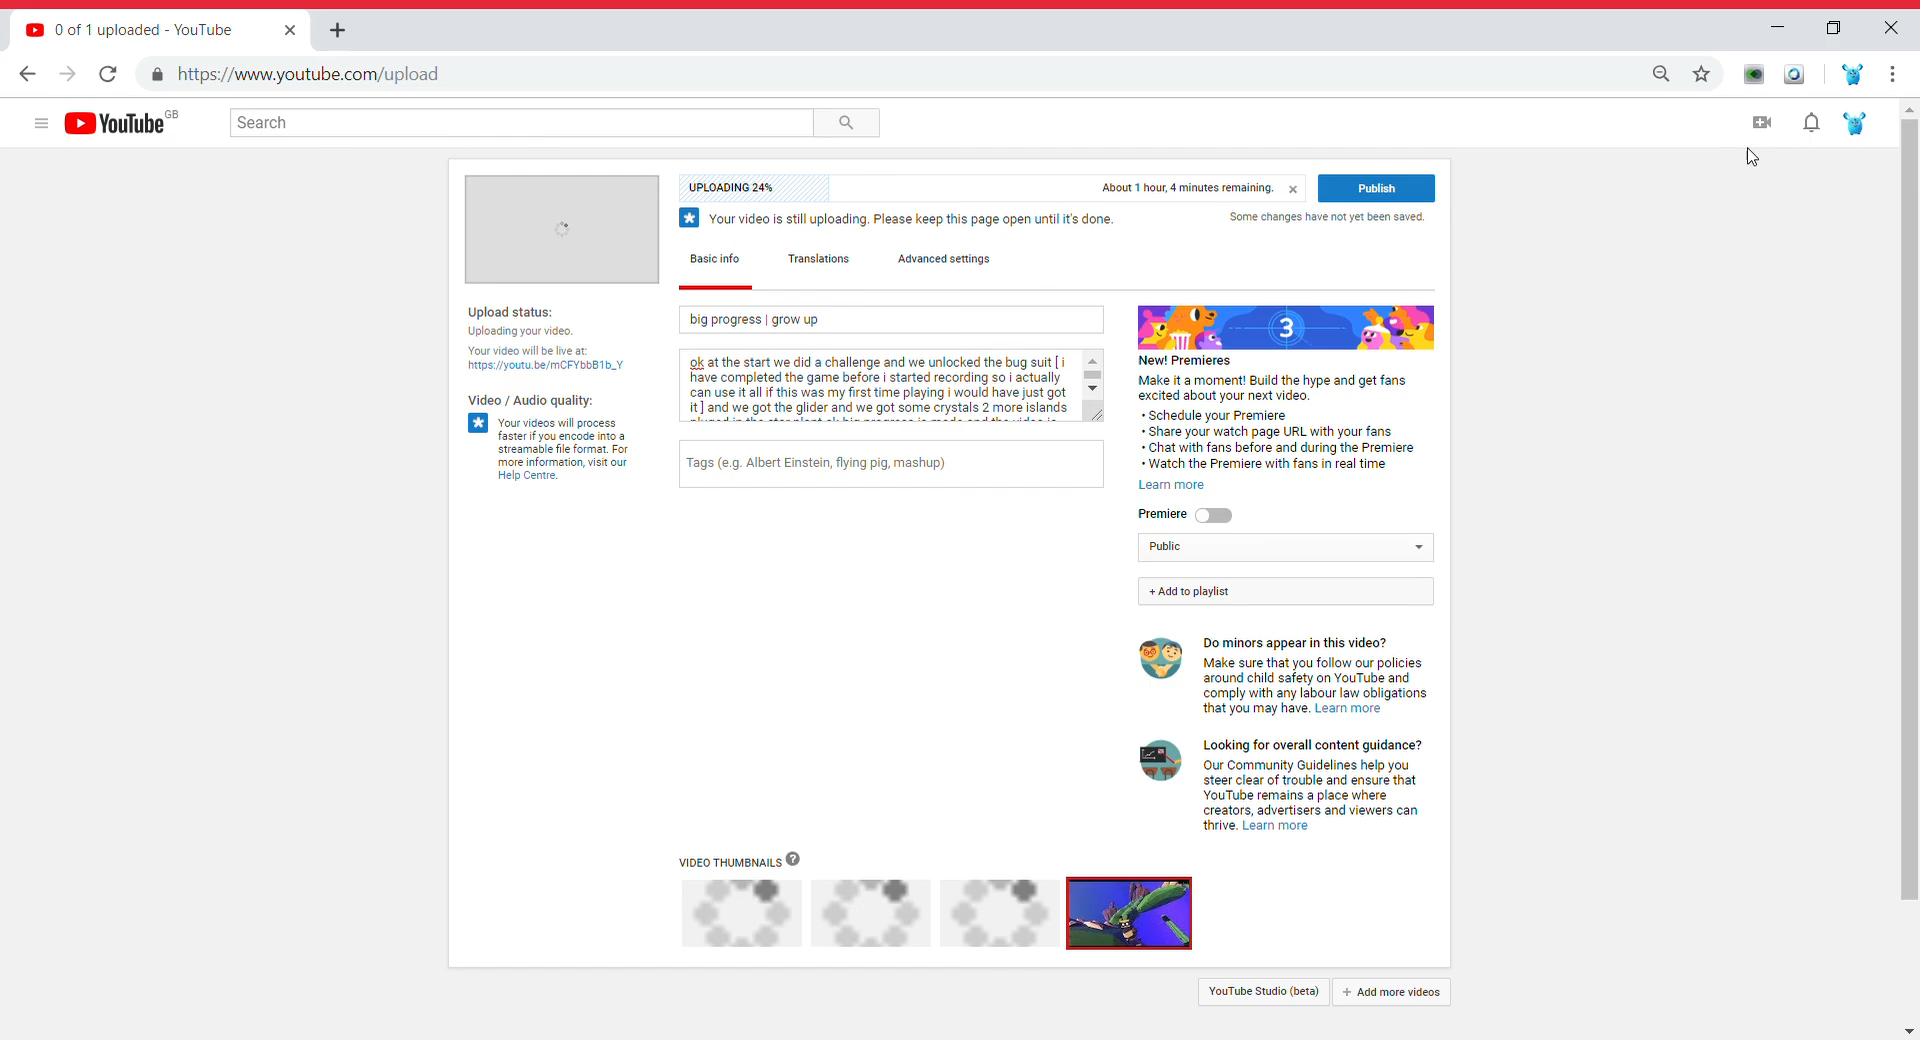 0 of 1 uploaded - YouTube
https://www.youtube.com/upload
YouTube GB
Search
UPLOADING 24%
About 1 hour, 4 minutes remaining.
Publish
Your video is still uploading. Please keep this page open until it's done.
Some changes have not yet been saved.
Basic info
Translations
Advanced settings
Upload status:
Uploading your video.
Your video will be live at:
https://youtu.be/mCFYbbB1b_Y
Video / Audio quality:
Your videos will process
faster if you encode into a
streamable file format. For
more information, visit our
Help Centre.
big progress | grow up
ok at the start we did a challenge and we unlocked the bug suit [ i
have completed the game before i started recording so i actually
can use it all if this was my first time playing i would have just got
it ] and we got the glider and we got some crystals 2 more islands
Tags (e.g. Albert Einstein, flying pig, mashup)
3
New! Premieres
Make it a moment! Build the hype and get fans
excited about your next video.
• Schedule your Premiere
• Share your watch page URL with your fans
• Chat with fans before and during the Premiere
• Watch the Premiere with fans in real time
Learn more
Premiere
Public
+ Add to playlist
Do minors appear in this video?
Make sure that you follow our policies
around child safety on YouTube and
comply with any labour law obligations
that you may have. Learn more
Looking for overall content guidance?
Our Community Guidelines help you
steer clear of trouble and ensure that
YouTube remains a place where
creators, advertisers and viewers can
thrive. Learn more
VIDEO THUMBNAILS ?
YouTube Studio (beta)
+ Add more videos